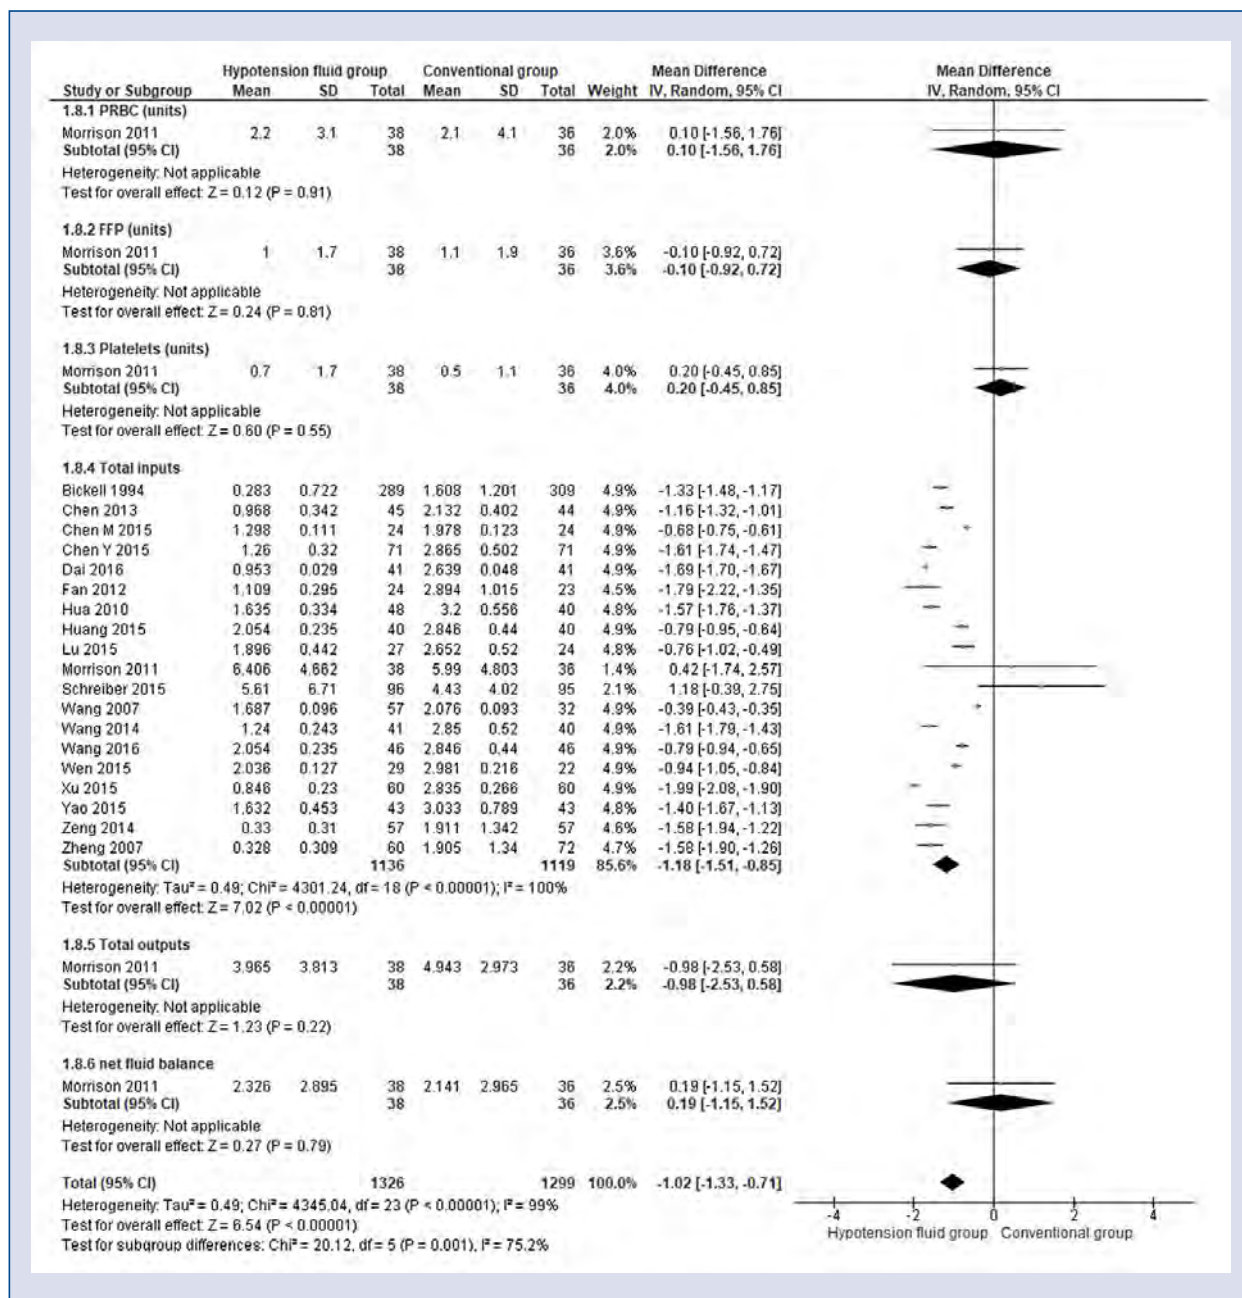 Hypotension fluid group Conventional group Mean Difference Mean Difference
Study or Subgroup Mean SD Total Mean SD Total Weight IV, Random, 95% CI IV, Random, 95% CI
1.8.1 PRBC (units)
Morrison 2011 2.2 3.1 38 2.1 4.1 36 2.0% 0.10 [-1.56, 1.76]
Subtotal (95% CI) 38 36 2.0% 0.10 [-1.56, 1.76]
Heterogeneity: Not applicable
Test for overall effect: Z = 0.12 (P = 0.91)
1.8.2 FFP (units)
Morrison 2011 1 1.7 38 1.1 1.9 36 3.6% -0.10 [-0.92, 0.72]
Subtotal (95% CI) 38 36 3.6% -0.10 [-0.92, 0.72]
Heterogeneity: Not applicable
Test for overall effect: Z = 0.24 (P = 0.81)
1.8.3 Platelets (units)
Morrison 2011 0.7 1.7 38 0.5 1.1 36 4.0% 0.20 [-0.45, 0.85]
Subtotal (95% CI) 38 36 4.0% 0.20 [-0.45, 0.85]
Heterogeneity: Not applicable
Test for overall effect: Z = 0.60 (P = 0.55)
1.8.4 Total inputs
Bickell 1994 0.283 0.722 289 1.608 1.201 309 4.9% -1.33 [-1.48, -1.17]
Chen 2013 0.968 0.342 45 2.132 0.402 44 4.9% -1.16 [-1.32, -1.01]
Chen M 2015 1.298 0.111 24 1.978 0.123 24 4.9% -0.68 [-0.75, -0.61]
Chen Y 2015 1.26 0.32 71 2.865 0.502 71 4.9% -1.61 [-1.74, -1.47]
Dai 2016 0.953 0.029 41 2.639 0.048 41 4.9% -1.69 [-1.70, -1.67]
Fan 2012 1.109 0.295 24 2.894 1.015 23 4.5% -1.79 [-2.22, -1.35]
Hua 2010 1.635 0.334 48 3.2 0.556 40 4.8% -1.57 [-1.76, -1.37]
Huang 2015 2.054 0.235 40 2.846 0.44 40 4.9% -0.79 [-0.95, -0.64]
Lu 2015 1.896 0.442 27 2.652 0.52 24 4.8% -0.76 [-1.02, -0.49]
Morrison 2011 6.406 4.662 38 5.99 4.803 36 1.4% 0.42 [-1.74, 2.57]
Schreiber 2015 5.61 6.71 96 4.43 4.02 95 2.1% 1.18 [-0.39, 2.75]
Wang 2007 1.687 0.096 57 2.076 0.093 32 4.9% -0.39 [-0.43, -0.35]
Wang 2014 1.24 0.243 41 2.85 0.52 40 4.9% -1.61 [-1.79, -1.43]
Wang 2016 2.054 0.235 46 2.846 0.44 46 4.9% -0.79 [-0.94, -0.65]
Wen 2015 2.036 0.127 29 2.981 0.216 22 4.9% -0.94 [-1.05, -0.84]
Xu 2015 0.846 0.23 60 2.835 0.266 60 4.9% -1.99 [-2.08, -1.90]
Yao 2015 1.632 0.453 43 3.033 0.789 43 4.8% -1.40 [-1.67, -1.13]
Zeng 2014 0.33 0.31 57 1.911 1.342 57 4.6% -1.58 [-1.94, -1.22]
Zheng 2007 0.328 0.309 60 1.905 1.34 72 4.7% -1.58 [-1.90, -1.26]
Subtotal (95% CI) 1136 1119 85.6% -1.18 [-1.51, -0.85]
Heterogeneity: Tau² = 0.49; Chi² = 4301.24, df = 18 (P < 0.00001); I² = 100%
Test for overall effect: Z = 7.02 (P < 0.00001)
1.8.5 Total outputs
Morrison 2011 3.965 3.813 38 4.943 2.973 36 2.2% -0.98 [-2.53, 0.58]
Subtotal (95% CI) 38 36 2.2% -0.98 [-2.53, 0.58]
Heterogeneity: Not applicable
Test for overall effect: Z = 1.23 (P = 0.22)
1.8.6 net fluid balance
Morrison 2011 2.326 2.895 38 2.141 2.965 36 2.5% 0.19 [-1.15, 1.52]
Subtotal (95% CI) 38 36 2.5% 0.19 [-1.15, 1.52]
Heterogeneity: Not applicable
Test for overall effect: Z = 0.27 (P = 0.79)
Total (95% CI) 1326 1299 100.0% -1.02 [-1.33, -0.71]
Heterogeneity: Tau² = 0.49; Chi² = 4345.04, df = 23 (P < 0.00001); I² = 99%
Test for overall effect: Z = 6.54 (P < 0.00001)
Test for subgroup differences: Chi² = 20.12, df = 5 (P = 0.001), I² = 75.2%
-4 -2 0 2 4
Hypotension fluid group Conventional group